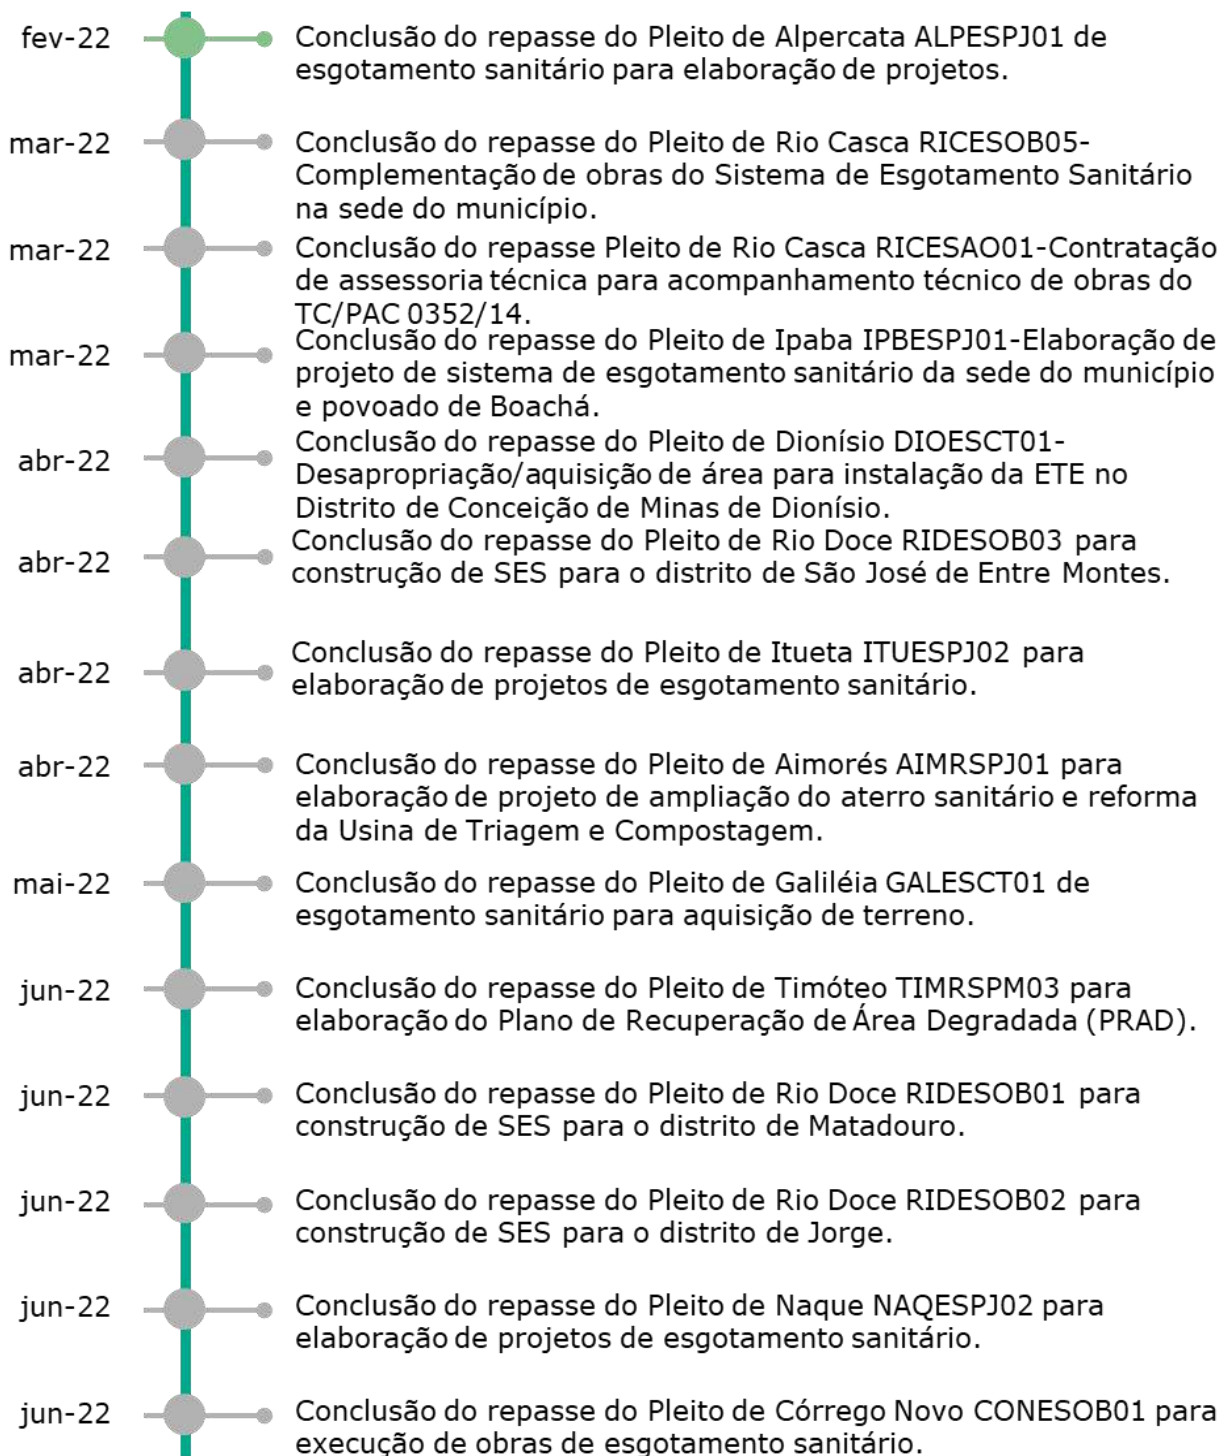 fev-22
Conclusão do repasse do Pleito de Alpercata ALPESPJ01 de
esgotamento sanitário para elaboração de projetos.
mar-22
Conclusão do repasse do Pleito de Rio Casca RICESOB05-
Complementação de obras do Sistema de Esgotamento Sanitário
na sede do município.
mar-22
Conclusão do repasse Pleito de Rio Casca RICESAO01-Contratação
de assessoria técnica para acompanhamento técnico de obras do
TC/PAC 0352/14.
mar-22
Conclusão do repasse do Pleito de Ipaba IPBESPJ01-Elaboração de
projeto de sistema de esgotamento sanitário da sede do município
e povoado de Boachá.
abr-22
Conclusão do repasse do Pleito de Dionísio DIOESCT01-
Desapropriação/aquisição de área para instalação da ETE no
Distrito de Conceição de Minas de Dionísio.
abr-22
Conclusão do repasse do Pleito de Rio Doce RIDESOB03 para
construção de SES para o distrito de São José de Entre Montes.
abr-22
Conclusão do repasse do Pleito de Itueta ITUESPJ02 para
elaboração de projetos de esgotamento sanitário.
abr-22
Conclusão do repasse do Pleito de Aimorés AIMRSPJ01 para
elaboração de projeto de ampliação do aterro sanitário e reforma
da Usina de Triagem e Compostagem.
mai-22
Conclusão do repasse do Pleito de Galiléia GALESCT01 de
esgotamento sanitário para aquisição de terreno.
jun-22
Conclusão do repasse do Pleito de Timóteo TIMRSPM03 para
elaboração do Plano de Recuperação de Área Degradada (PRAD).
jun-22
Conclusão do repasse do Pleito de Rio Doce RIDESOB01 para
construção de SES para o distrito de Matadouro.
jun-22
Conclusão do repasse do Pleito de Rio Doce RIDESOB02 para
construção de SES para o distrito de Jorge.
jun-22
Conclusão do repasse do Pleito de Naque NAQESPJ02 para
elaboração de projetos de esgotamento sanitário.
jun-22
Conclusão do repasse do Pleito de Córrego Novo CONESOB01 para
execução de obras de esgotamento sanitário.